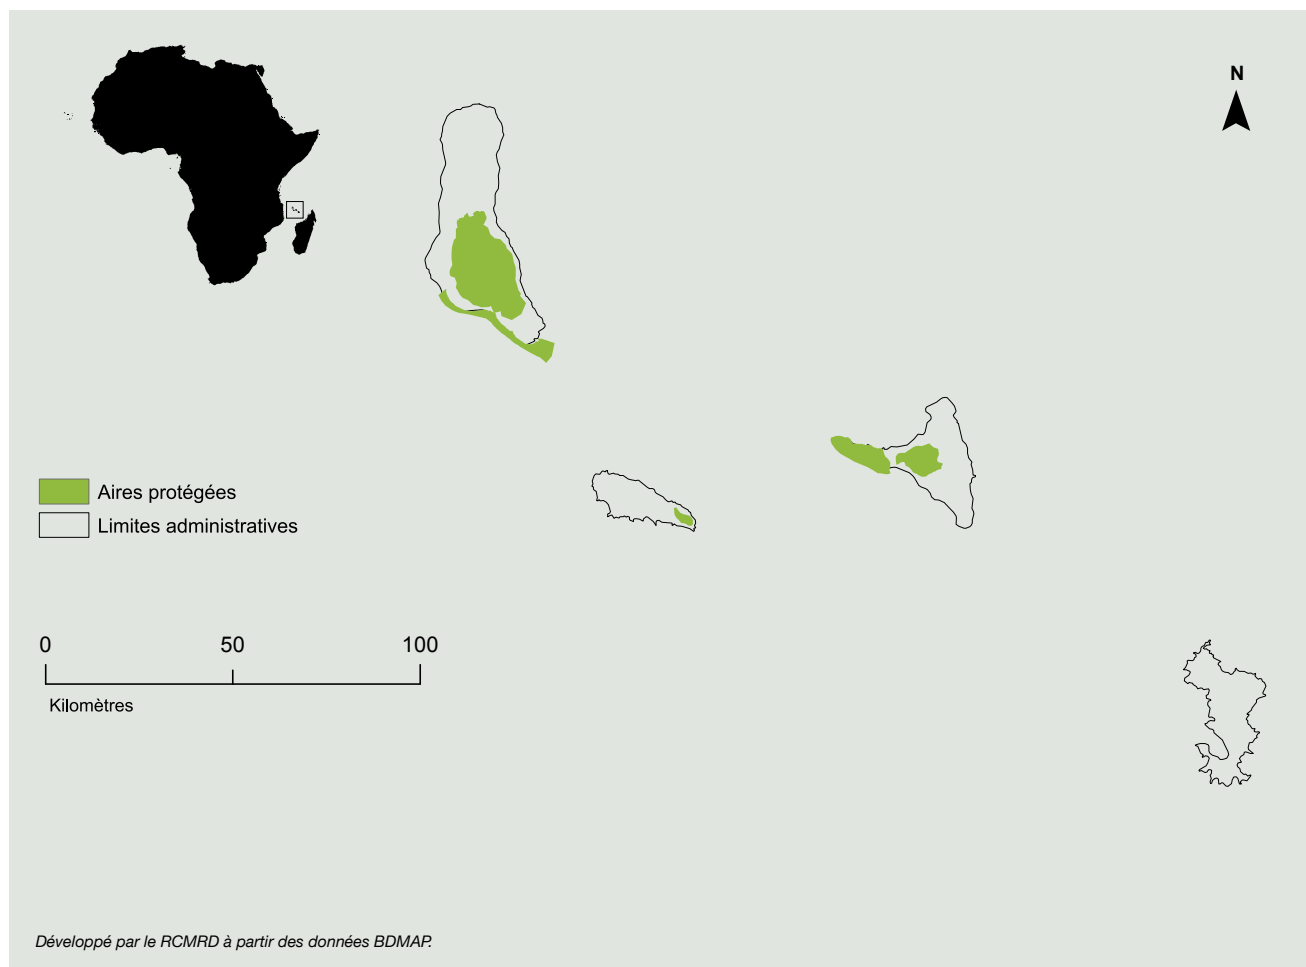 N
Aires protégées
Limites administratives
0 50 100
Kilomètres
Développé par le RCMRD à partir des données BDMAP.